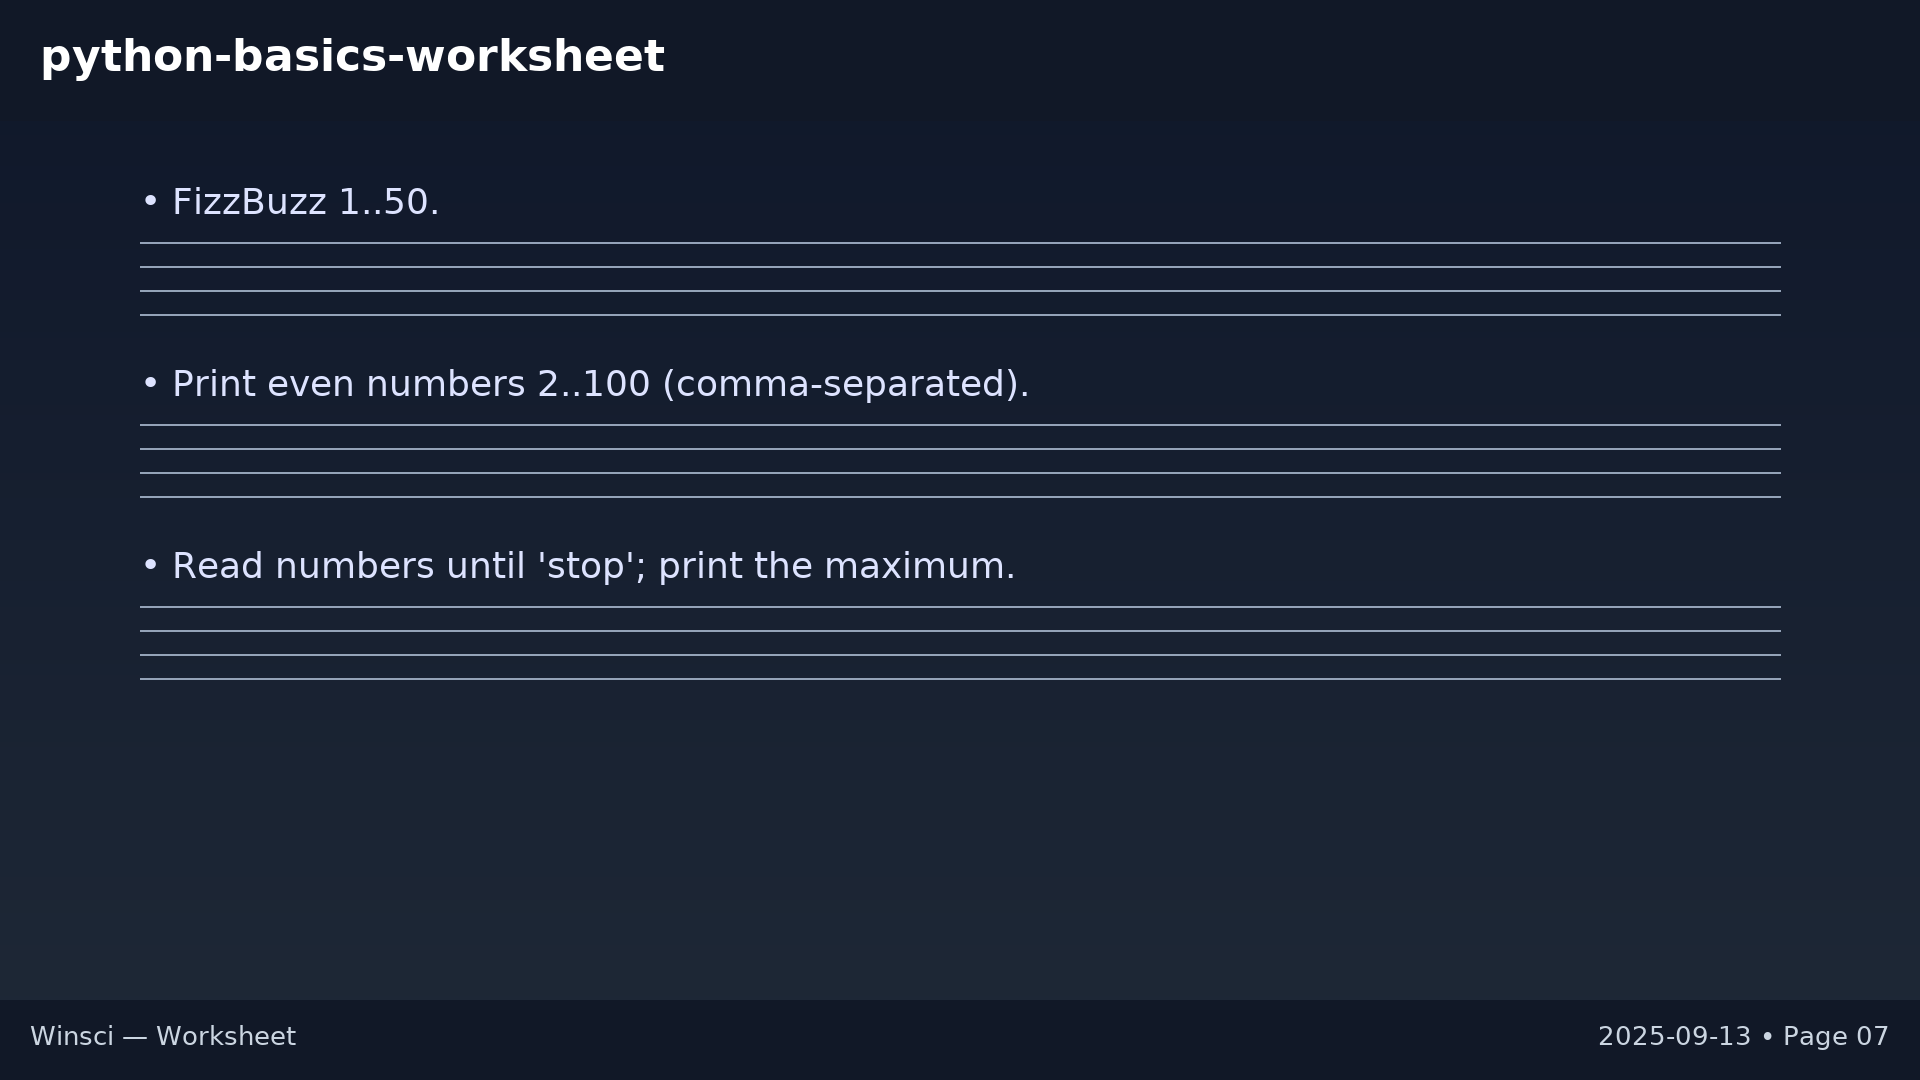 python-basics-worksheet
• FizzBuzz 1..50.
• Print even numbers 2..100 (comma-separated).
• Read numbers until 'stop'; print the maximum.
Winsci — Worksheet
2025-09-13 • Page 07